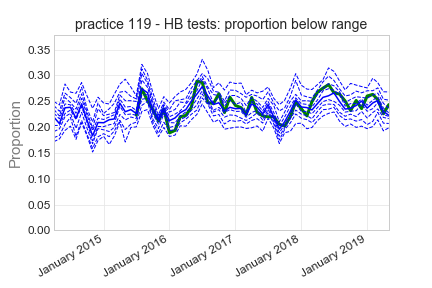 practice 119 - HB tests: proportion below range
Proportion
0.35
0.30
0.25
0.20
0.15
0.10
0.05
0.00
January 2015
January 2016
January 2017
January 2018
January 2019